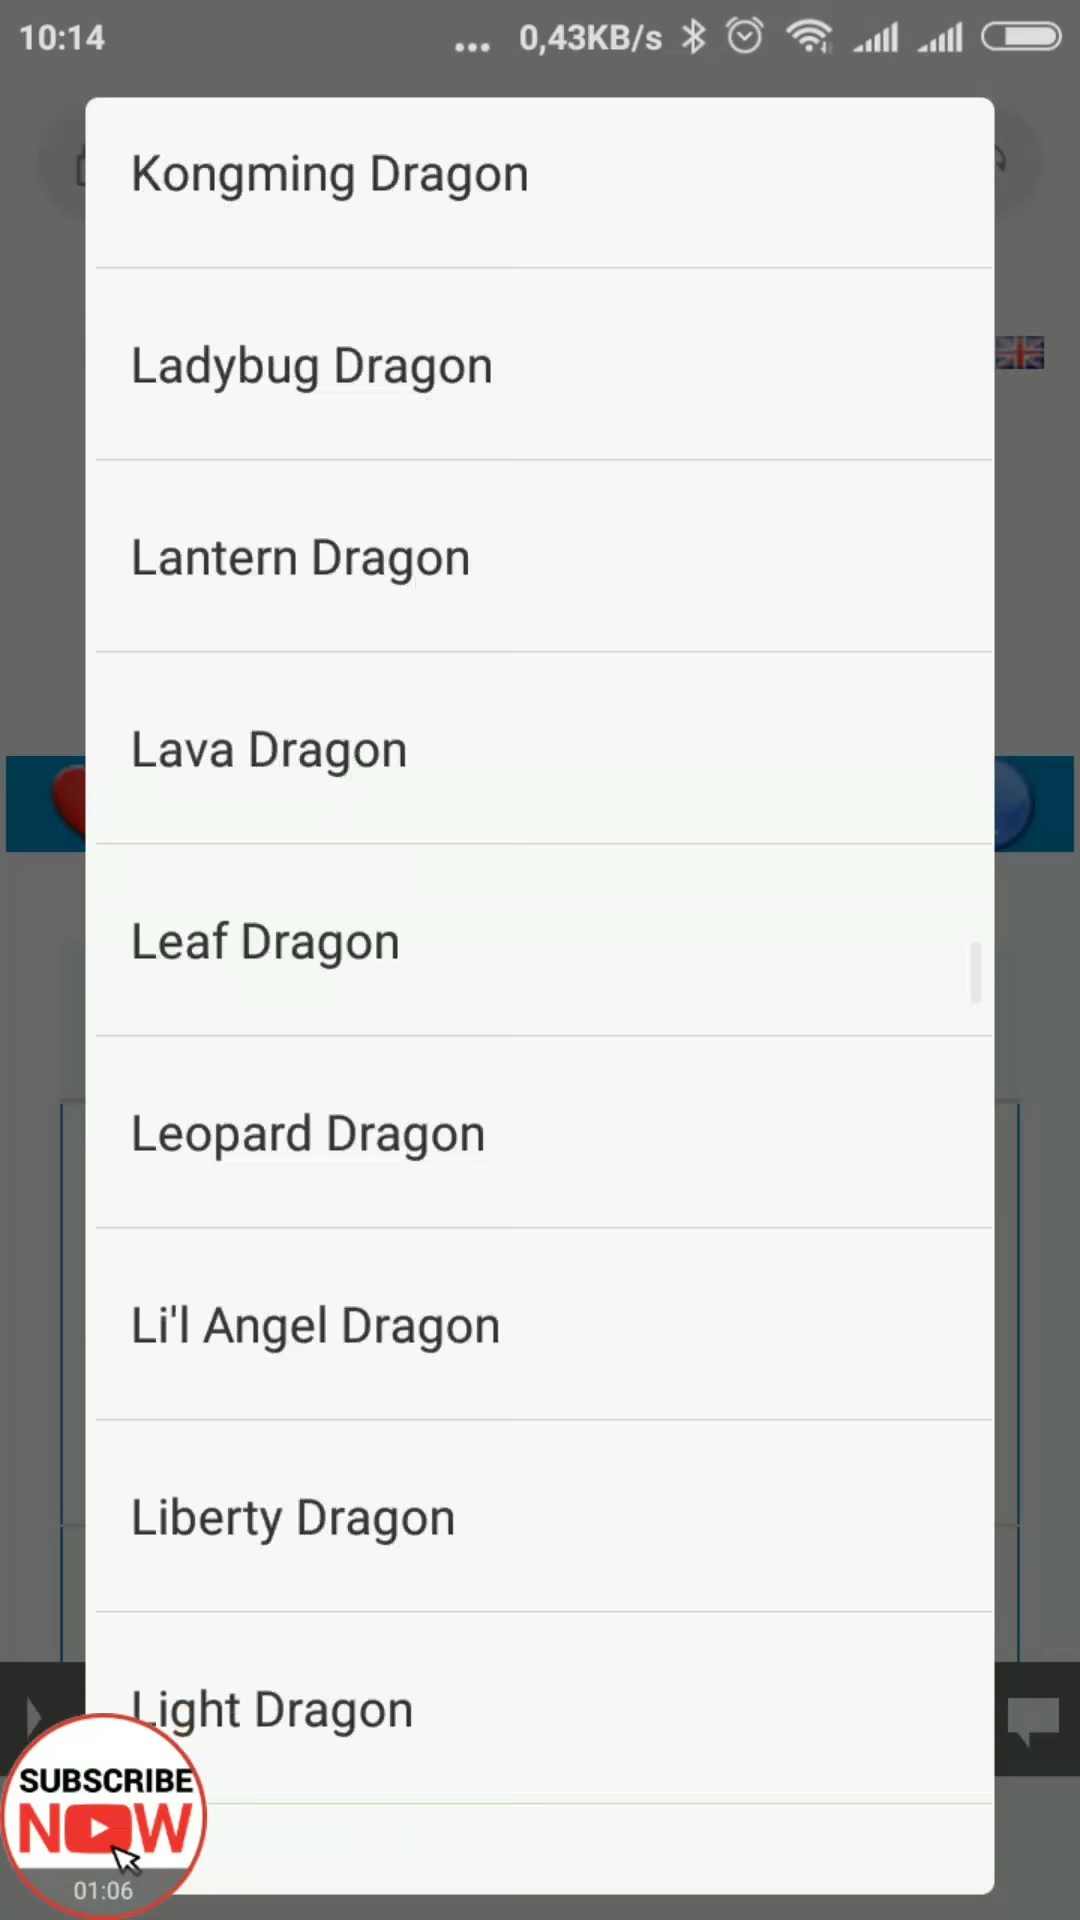 10:14 ... 0,43KB/s
Kongming Dragon
Ladybug Dragon
Lantern Dragon
Lava Dragon
Leaf Dragon
Leopard Dragon
Li'l Angel Dragon
Liberty Dragon
Light Dragon
SUBSCRIBE
NOW
01:06